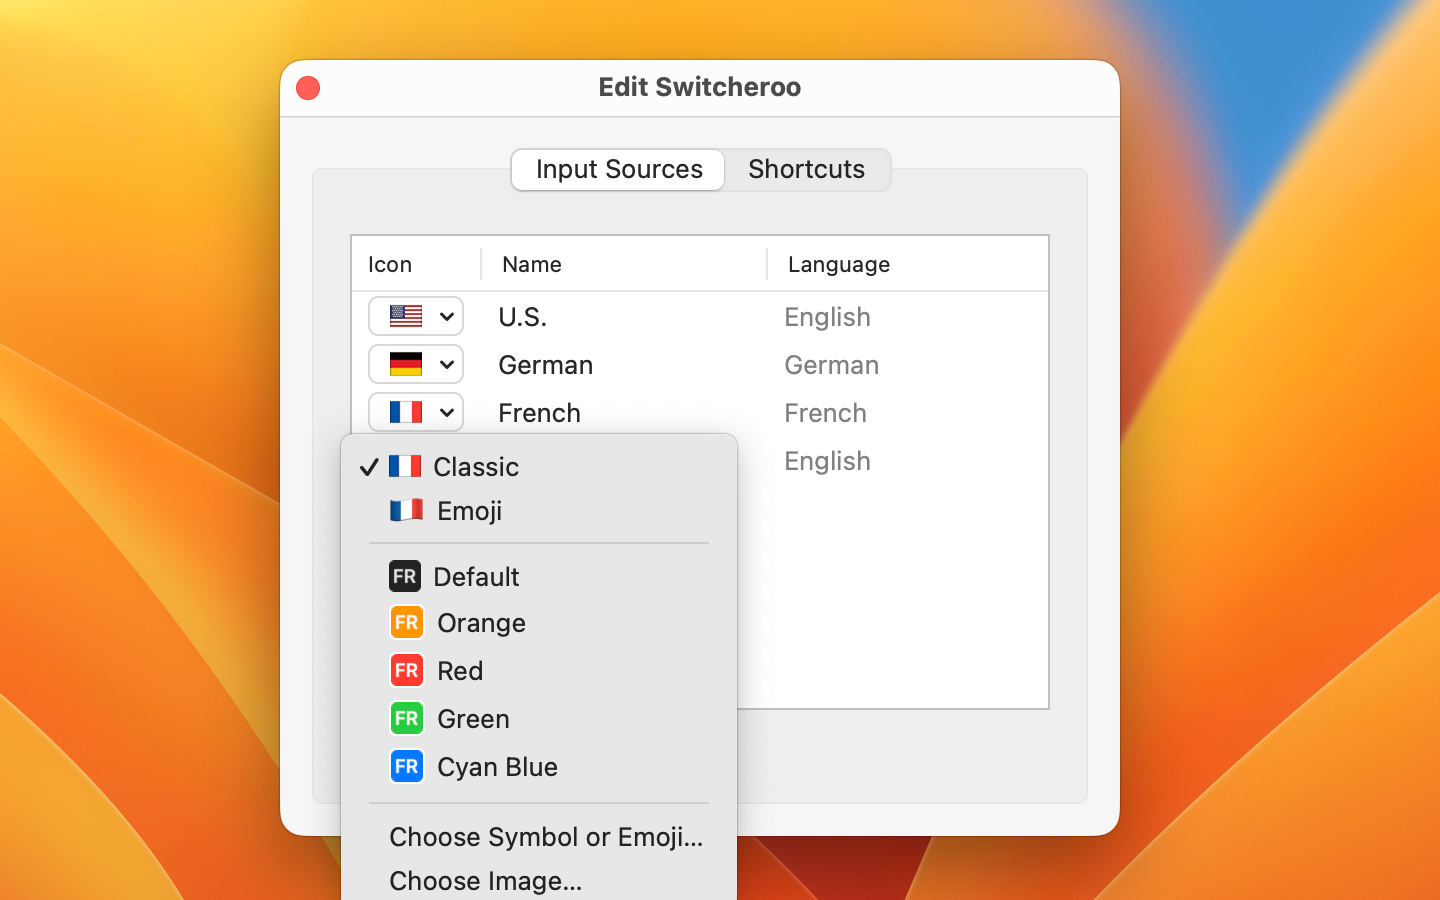 Edit Switcheroo
Input Sources Shortcuts
Icon Name Language
U.S. English
German German
French French
English
Classic
Emoji
FR Default
FR Orange
FR Red
FR Green
FR Cyan Blue
Choose Symbol or Emoji...
Choose Image...